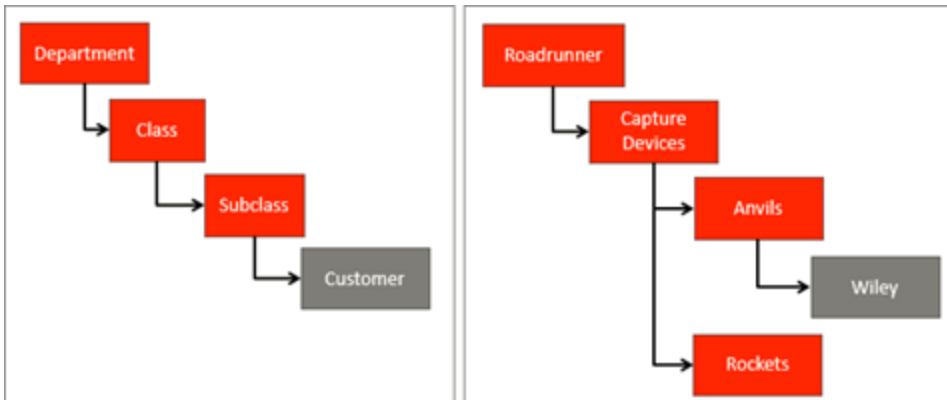 Department
Class
Subclass
Customer
Roadrunner
Capture
Devices
Anvils
Wiley
Rockets